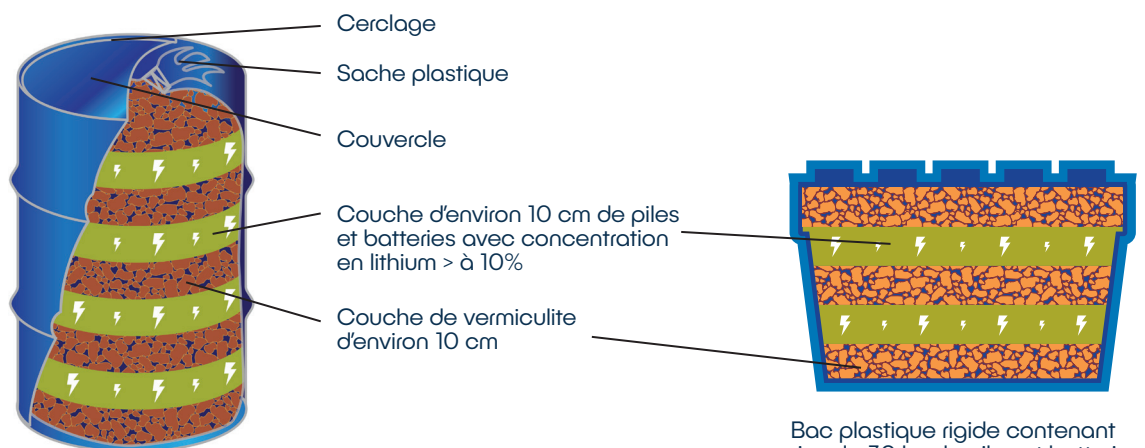 Cerclage
Sache plastique
Couvercle
Couche d'environ 10 cm de piles
et batteries avec concentration
en lithium > à 10%
Couche de vermiculite
d'environ 10 cm
Bac plastique rigide contenant